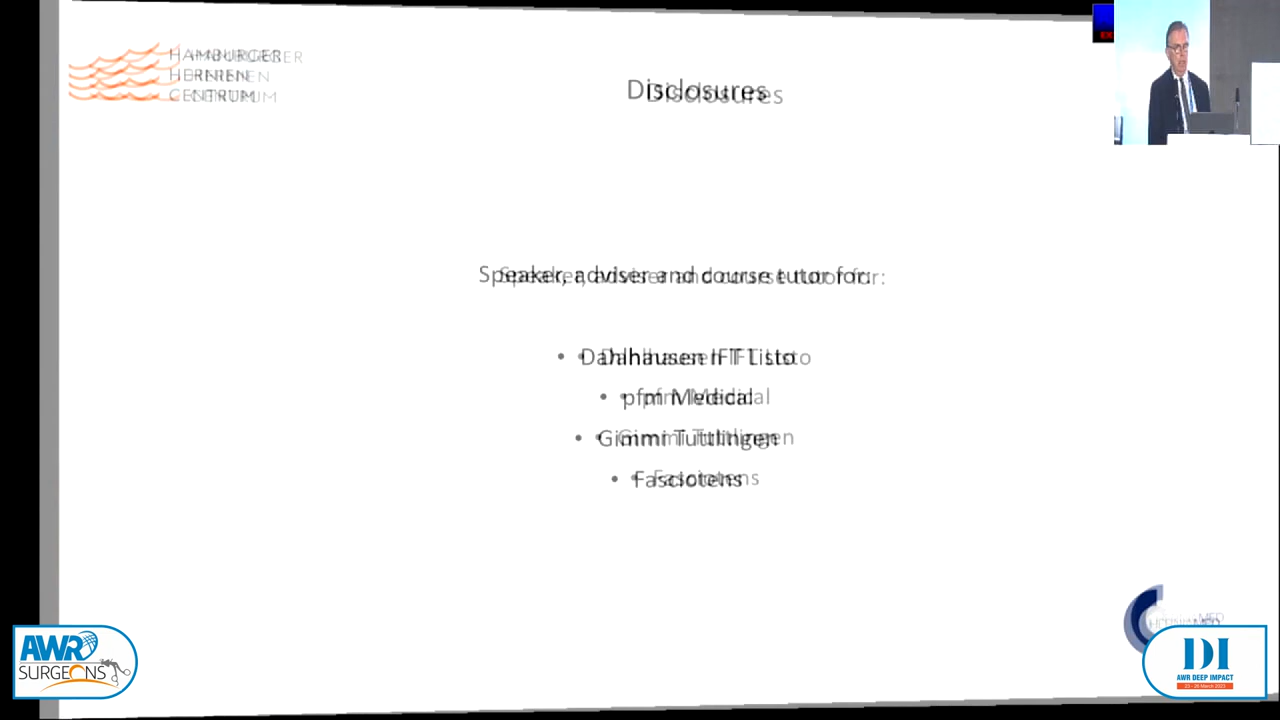 HAMBURGER
HERNIEN
CENTRUM
Disclosures
Speaker, adviser and course tutor for:
• Dahlhausen IFT Listo
• pfm Medical
• Gimmi Tuttlingen
• Fasciotens
AWR
SURGEONS
DI
AWR DEEP IMPACT